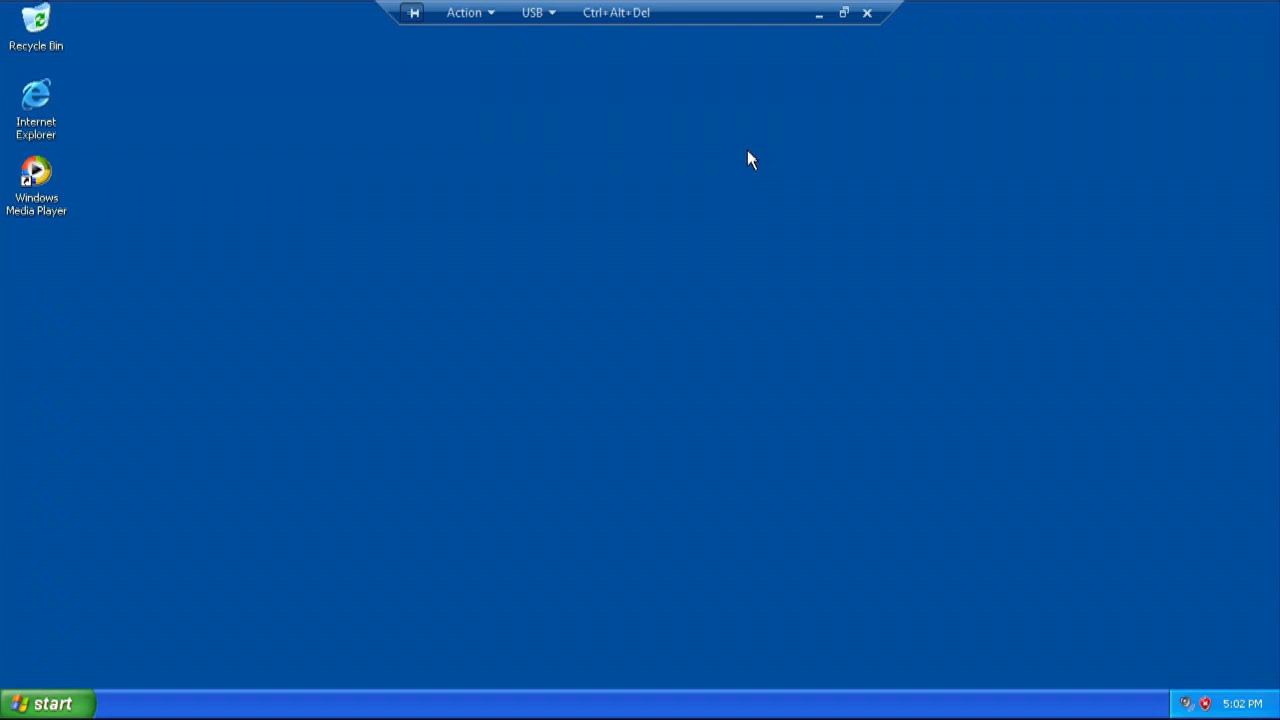 Action
USB
Ctrl+Alt+Del
Recycle Bin
Internet
Explorer
Windows
Media Player
start
5:02 PM